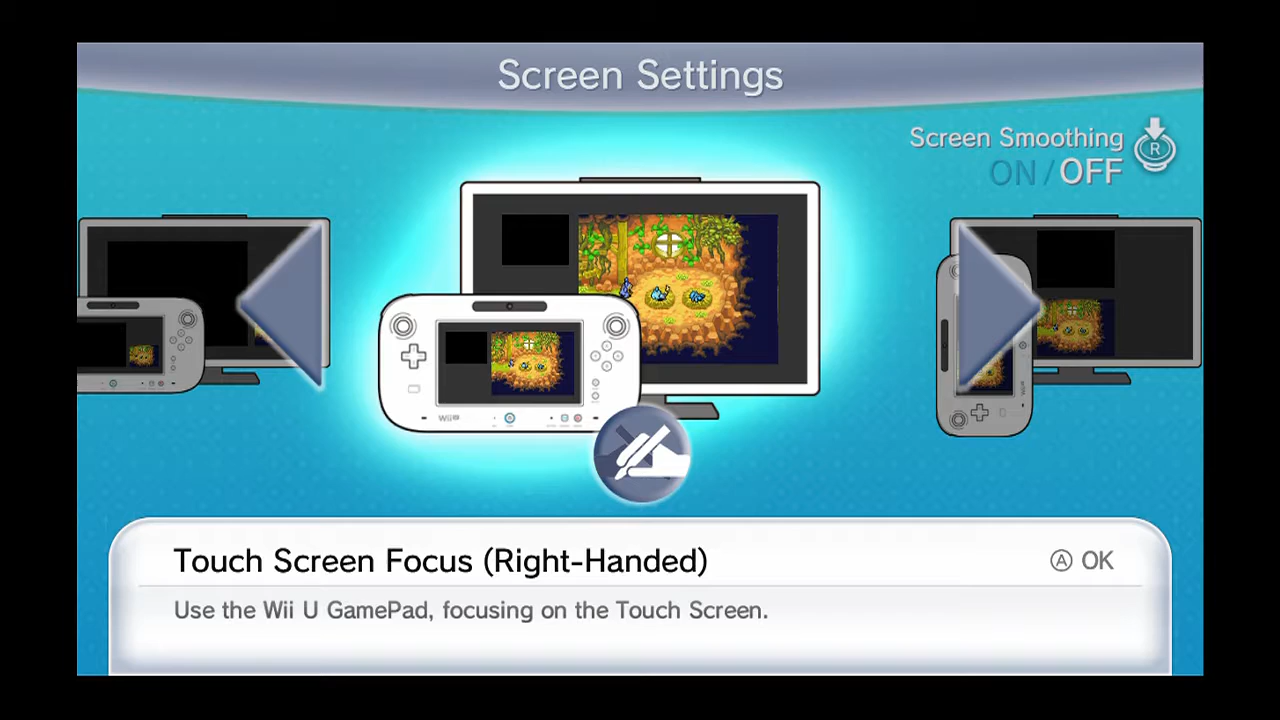 Screen Settings
Screen Smoothing
ON / OFF
R
Wii U
Touch Screen Focus (Right-Handed)
A OK
Use the Wii U GamePad, focusing on the Touch Screen.